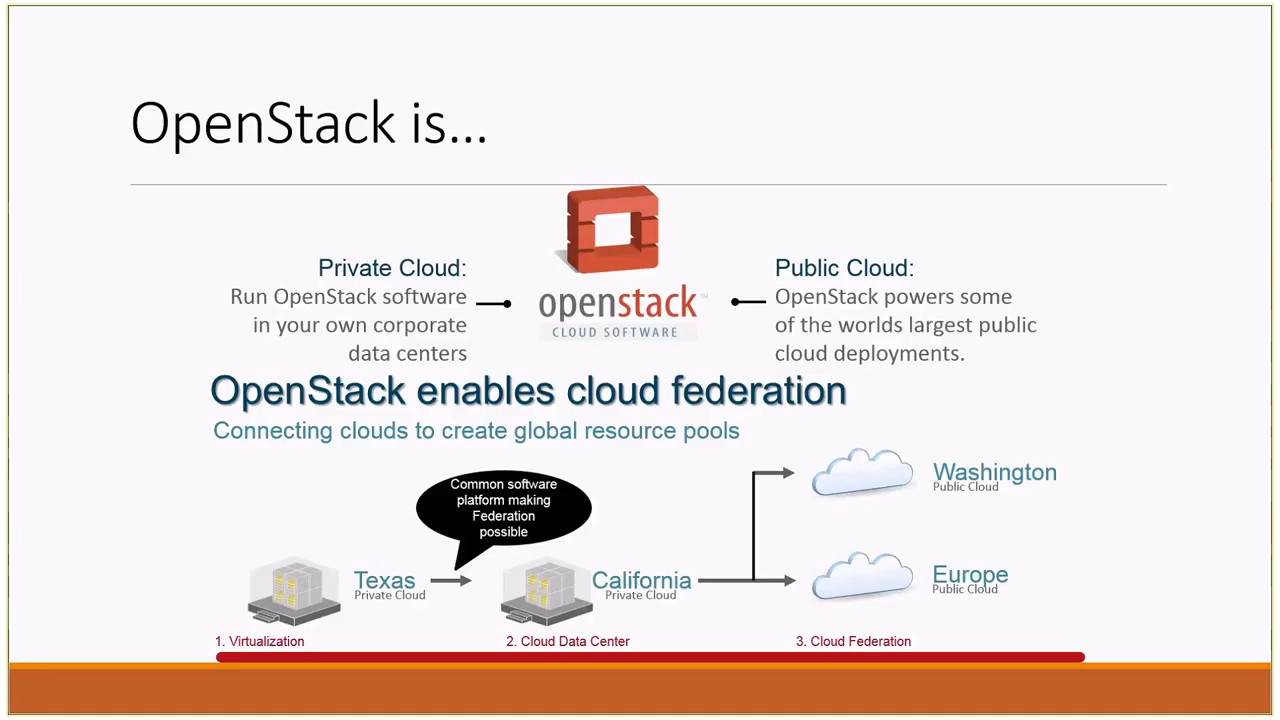 OpenStack is...
Private Cloud:
Run OpenStack software
in your own corporate
data centers
openstack™
CLOUD SOFTWARE
Public Cloud:
OpenStack powers some
of the worlds largest public
cloud deployments.
OpenStack enables cloud federation
Connecting clouds to create global resource pools
Common software
platform making
Federation
possible
Texas
Private Cloud
California
Private Cloud
Washington
Public Cloud
Europe
Public Cloud
1. Virtualization
2. Cloud Data Center
3. Cloud Federation